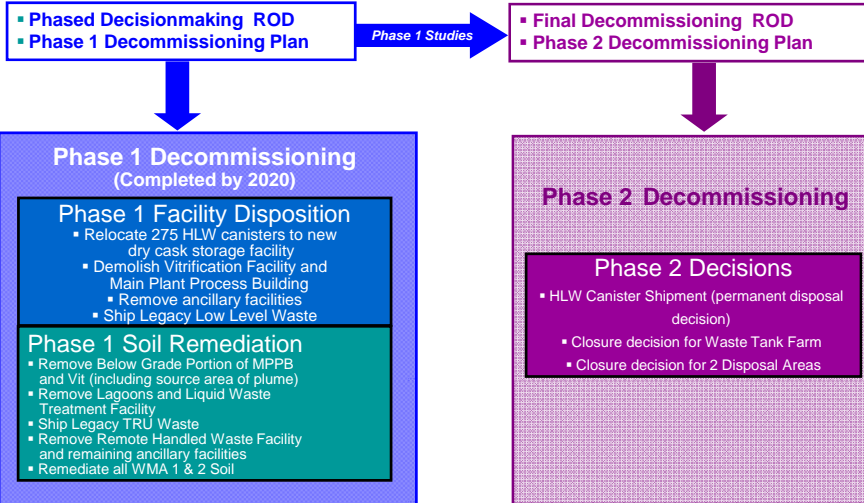 ▪ Phased Decisionmaking ROD
▪ Phase 1 Decommissioning Plan
Phase 1 Studies
▪ Final Decommissioning ROD
▪ Phase 2 Decommissioning Plan
Phase 1 Decommissioning
(Completed by 2020)
Phase 1 Facility Disposition
▪ Relocate 275 HLW canisters to new
dry cask storage facility
▪ Demolish Vitrification Facility and
Main Plant Process Building
▪ Remove ancillary facilities
▪ Ship Legacy Low Level Waste
Phase 1 Soil Remediation
▪ Remove Below Grade Portion of MPPB
and Vit (including source area of plume)
▪ Remove Lagoons and Liquid Waste
Treatment Facility
▪ Ship Legacy TRU Waste
▪ Remove Remote Handled Waste Facility
and remaining ancillary facilities
▪ Remediate all WMA 1 & 2 Soil
Phase 2 Decommissioning
Phase 2 Decisions
▪ HLW Canister Shipment (permanent disposal
decision)
▪ Closure decision for Waste Tank Farm
▪ Closure decision for 2 Disposal Areas